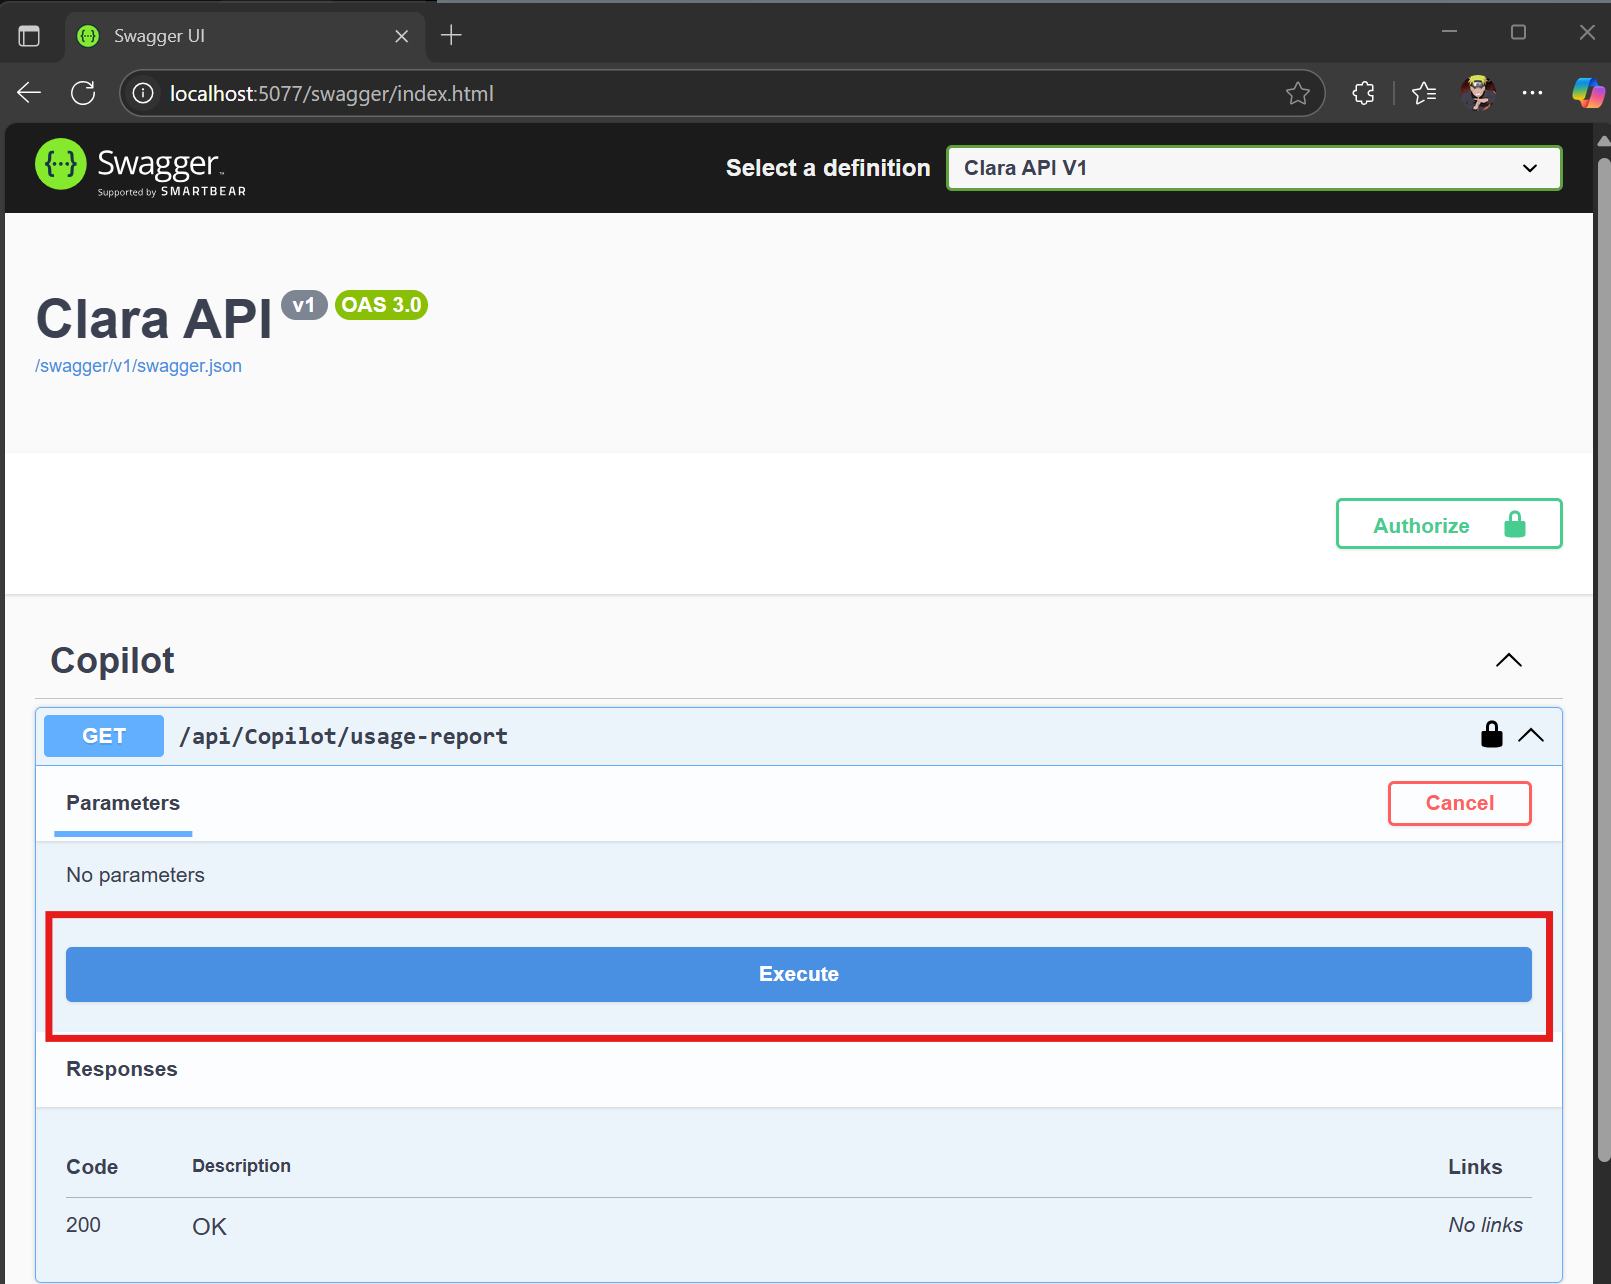 Swagger UI
localhost:5077/swagger/index.html
Swagger™
Supported by SMARTBEAR
Select a definition
Clara API V1
Clara API v1 OAS 3.0
/swagger/v1/swagger.json
Authorize
Copilot
GET /api/Copilot/usage-report
Parameters
Cancel
No parameters
Execute
Responses
Code Description Links
200 OK No links